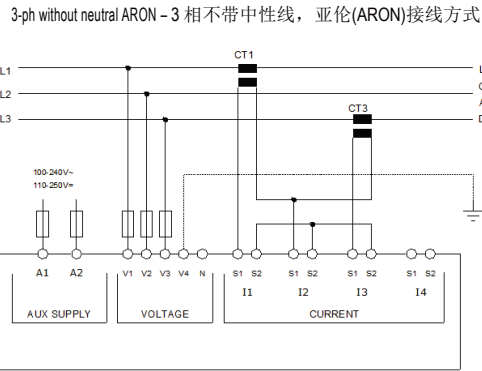 3-ph without neutral ARON – 3 相不带中性线，亚伦(ARON)接线方式
CT1
L1
L2
CT3
L3
100-240V~
110-250V=
A1 A2 V1 V2 V3 V4 N S1 S2 S1 S2 S1 S2 S1 S2
I1 I2 I3 I4
AUX SUPPLY VOLTAGE CURRENT